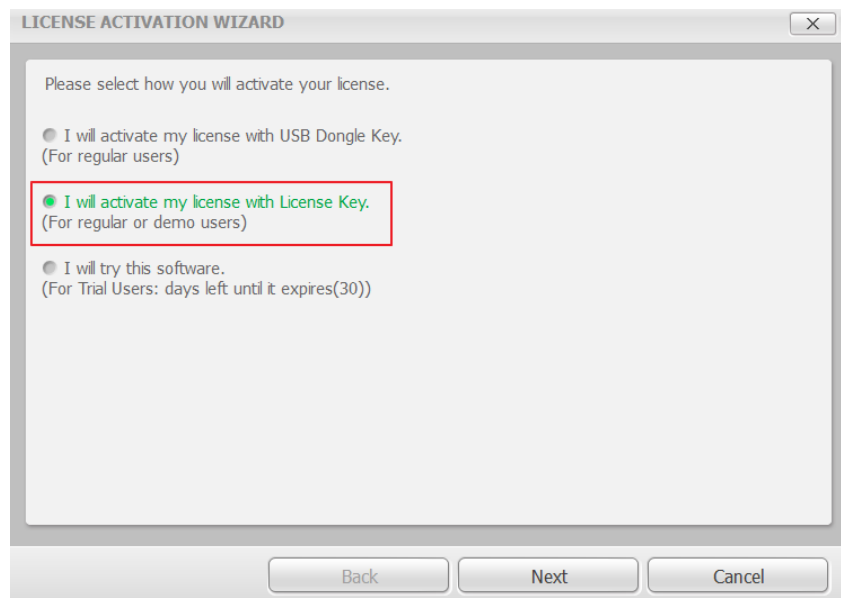 LICENSE ACTIVATION WIZARD
Please select how you will activate your license.
I will activate my license with USB Dongle Key.
(For regular users)
I will activate my license with License Key.
(For regular or demo users)
I will try this software.
(For Trial Users: days left until it expires(30))
Back Next Cancel